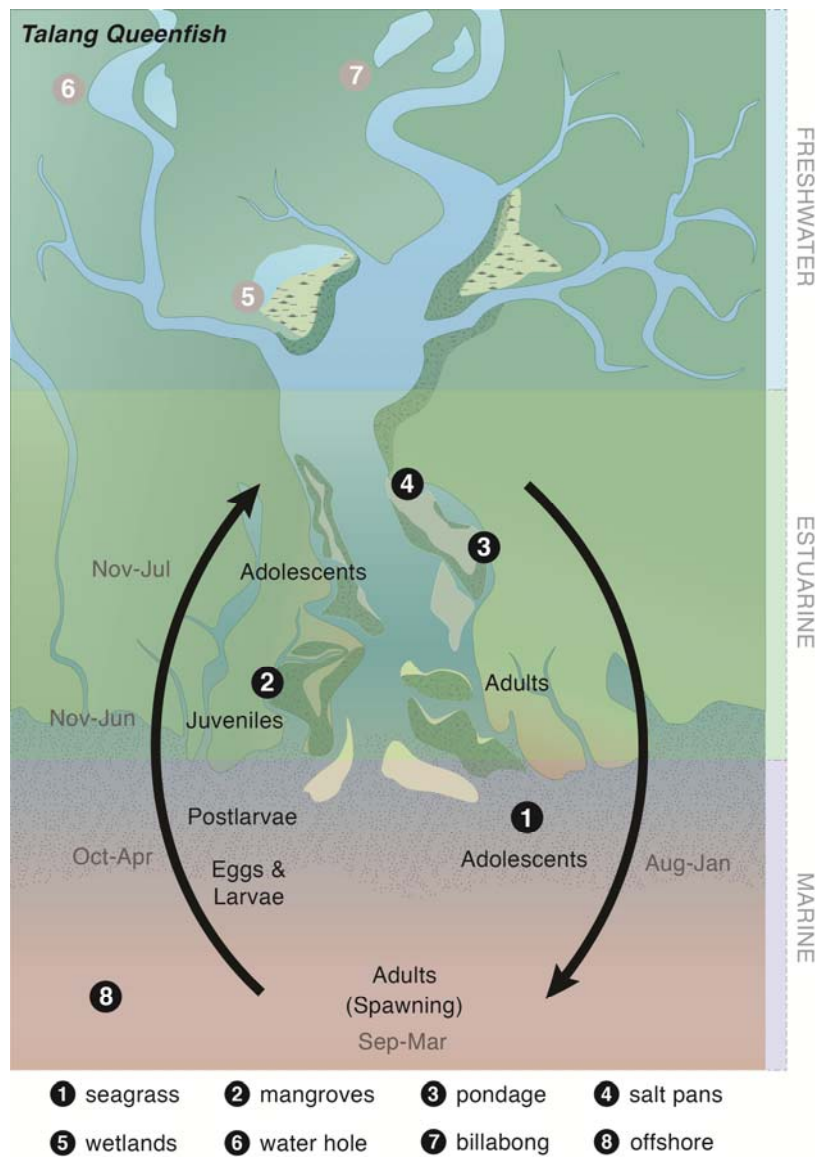 Talang Queenfish
6
7
5
FRESHWATER
4
3
Nov-Jul
Adolescents
ESTUARINE
2
Adults
Nov-Jun
Juveniles
1
Postlarvae
Oct-Apr
Adolescents
Aug-Jan
Eggs &
Larvae
MARINE
8
Adults
(Spawning)
Sep-Mar
1 seagrass
2 mangroves
3 pondage
4 salt pans
5 wetlands
6 water hole
7 billabong
8 offshore